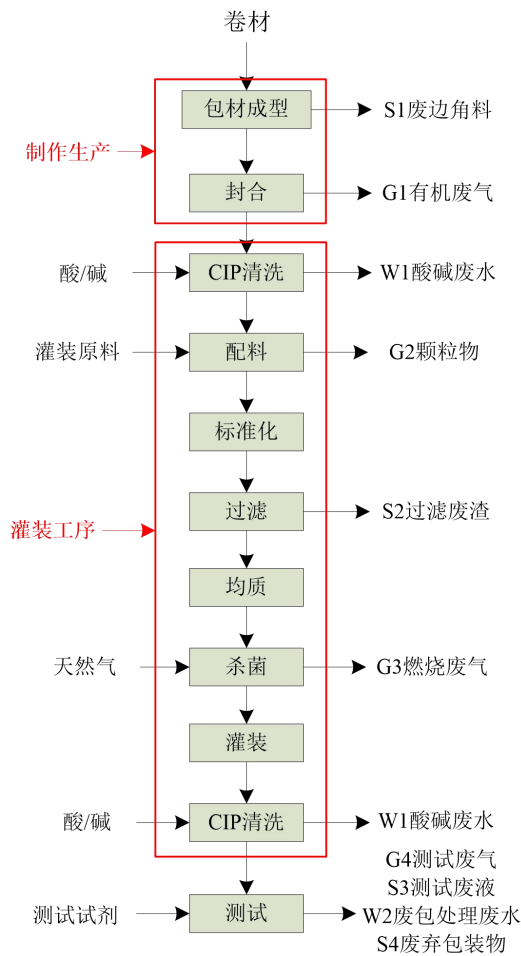 卷材
包材成型
S1废边角料
制作生产
封合
G1有机废气
酸/碱
CIP清洗
W1酸碱废水
灌装原料
配料
G2颗粒物
标准化
灌装工序
过滤
S2过滤废渣
均质
天然气
杀菌
G3燃烧废气
灌装
酸/碱
CIP清洗
W1酸碱废水
G4测试废气
S3测试废液
测试试剂
测试
W2废包处理废水
S4废弃包装物